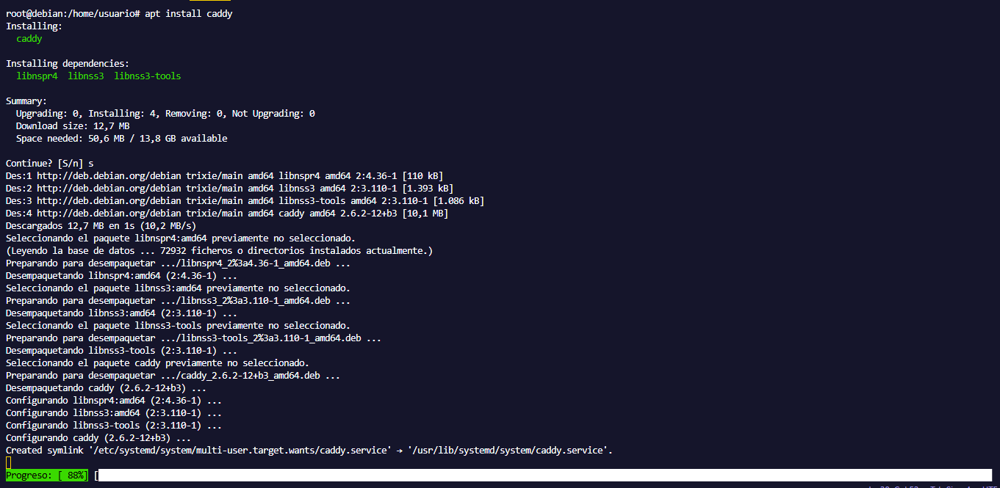 root@debian:/home/usuario# apt install caddy
Installing:
  caddy

Installing dependencies:
  libnspr4  libnss3  libnss3-tools

Summary:
  Upgrading: 0, Installing: 4, Removing: 0, Not Upgrading: 0
  Download size: 12,7 MB
  Space needed: 50,6 MB / 13,8 GB available

Continue? [S/n] s
Des:1 http://deb.debian.org/debian trixie/main amd64 libnspr4 amd64 2:4.36-1 [110 kB]
Des:2 http://deb.debian.org/debian trixie/main amd64 libnss3 amd64 2:3.110-1 [1.393 kB]
Des:3 http://deb.debian.org/debian trixie/main amd64 libnss3-tools amd64 2:3.110-1 [1.086 kB]
Des:4 http://deb.debian.org/debian trixie/main amd64 caddy amd64 2.6.2-12+b3 [10,1 MB]
Descargados 12,7 MB en 1s (10,2 MB/s)
Seleccionando el paquete libnspr4:amd64 previamente no seleccionado.
(Leyendo la base de datos ... 72932 ficheros o directorios instalados actualmente.)
Preparando para desempaquetar .../libnspr4_2%3a4.36-1_amd64.deb ...
Desempaquetando libnspr4:amd64 (2:4.36-1) ...
Seleccionando el paquete libnss3:amd64 previamente no seleccionado.
Preparando para desempaquetar .../libnss3_2%3a3.110-1_amd64.deb ...
Desempaquetando libnss3:amd64 (2:3.110-1) ...
Seleccionando el paquete libnss3-tools previamente no seleccionado.
Preparando para desempaquetar .../libnss3-tools_2%3a3.110-1_amd64.deb ...
Desempaquetando libnss3-tools (2:3.110-1) ...
Seleccionando el paquete caddy previamente no seleccionado.
Preparando para desempaquetar .../caddy_2.6.2-12+b3_amd64.deb ...
Desempaquetando caddy (2.6.2-12+b3) ...
Configurando libnspr4:amd64 (2:4.36-1) ...
Configurando libnss3:amd64 (2:3.110-1) ...
Configurando libnss3-tools (2:3.110-1) ...
Configurando caddy (2.6.2-12+b3) ...
Created symlink '/etc/systemd/system/multi-user.target.wants/caddy.service' → '/usr/lib/systemd/system/caddy.service'.
Progreso: [ 88%] [